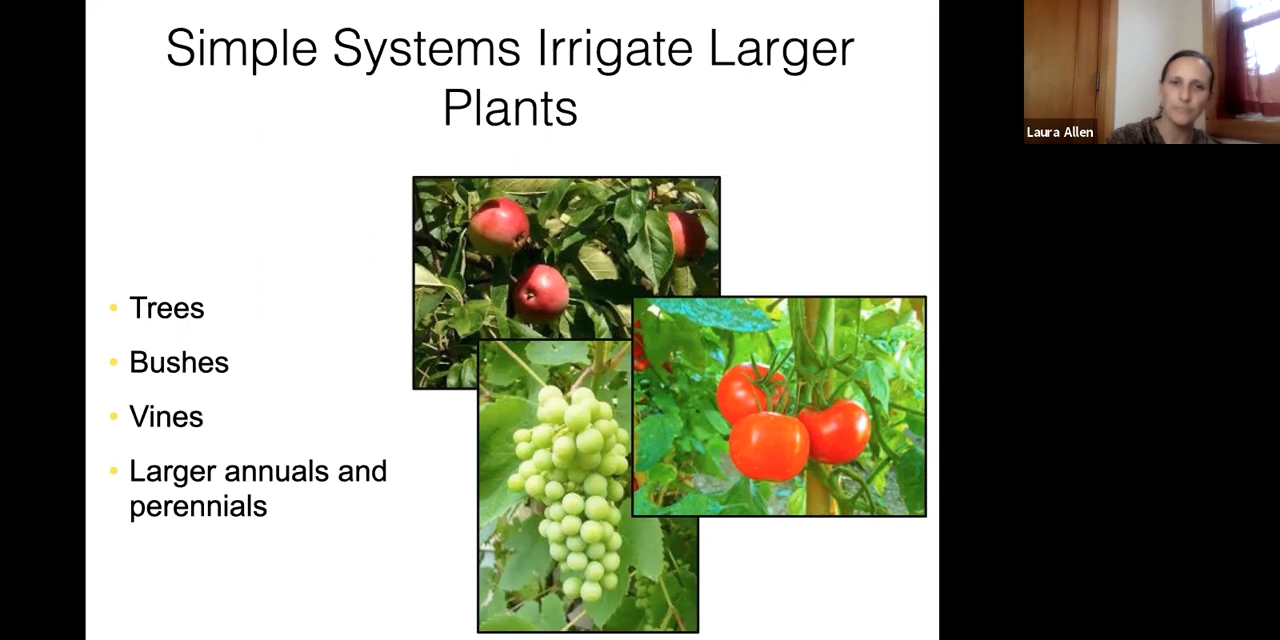 Simple Systems Irrigate Larger
Plants
Laura Allen
• Trees
• Bushes
• Vines
• Larger annuals and
perennials